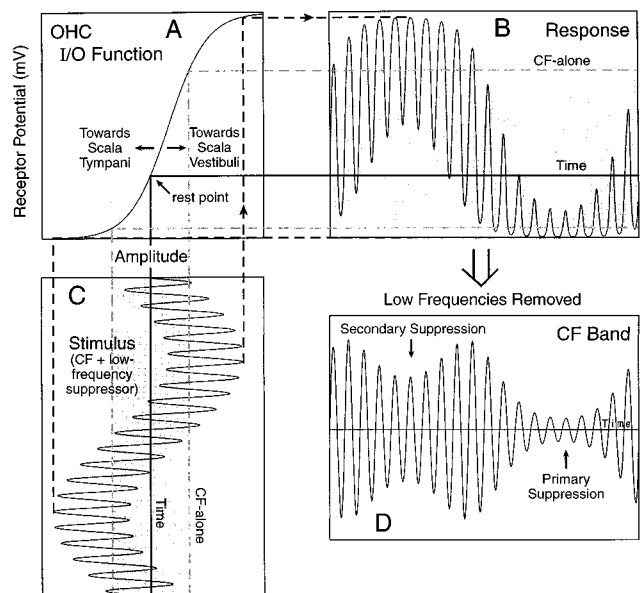 OHC
I/O Function
A
Receptor Potential (mV)
Towards
Scala
Tympani
Towards
Scala
Vestibuli
rest point
Amplitude
B
Response
CF-alone
Time
Low Frequencies Removed
C
Stimulus
(CF + low-
frequency
suppressor)
Time
CF-alone
CF Band
Secondary Suppression
Time
Primary
Suppression
D